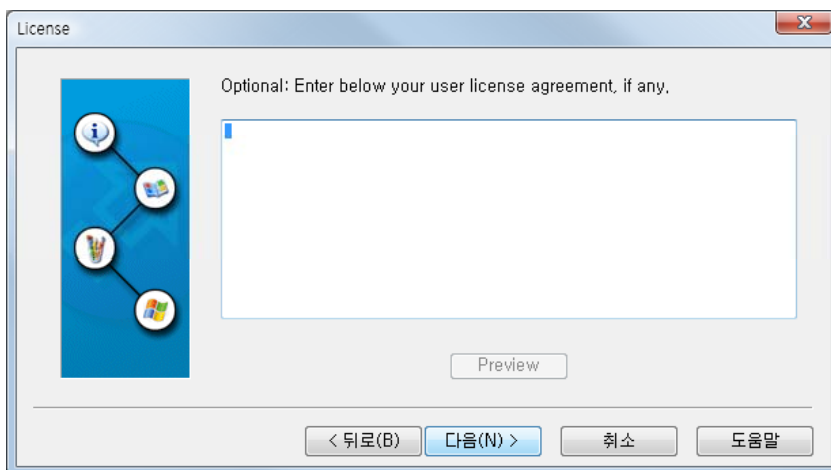 License
Optional: Enter below your user license agreement, if any,
Preview
< 뒤로(B)
다음(N) >
취소
도움말